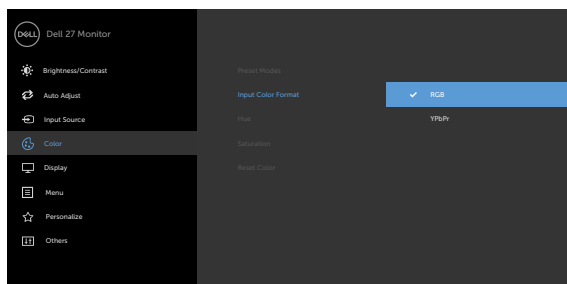 DELL Dell 27 Monitor
Brightness/Contrast
Auto Adjust
Input Source
Color
Display
Menu
Personalize
Others
Preset Modes
Input Color Format
Hue
Saturation
Reset Color
RGB
YPbPr